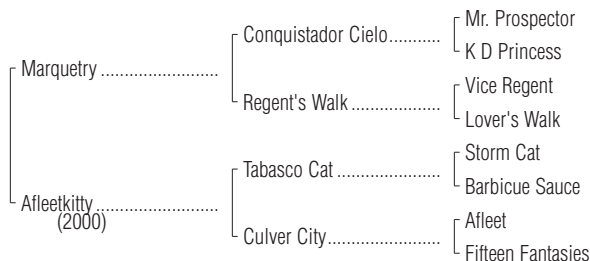 Mr. Prospector
Conquistador Cielo...........
K D Princess
Marquetry .........................
Vice Regent
Regent's Walk ...................
Lover's Walk
Storm Cat
Tabasco Cat ......................
Barbicue Sauce
Afleetkitty..........................
(2000)
Afleet
Culver City........................
Fifteen Fantasies